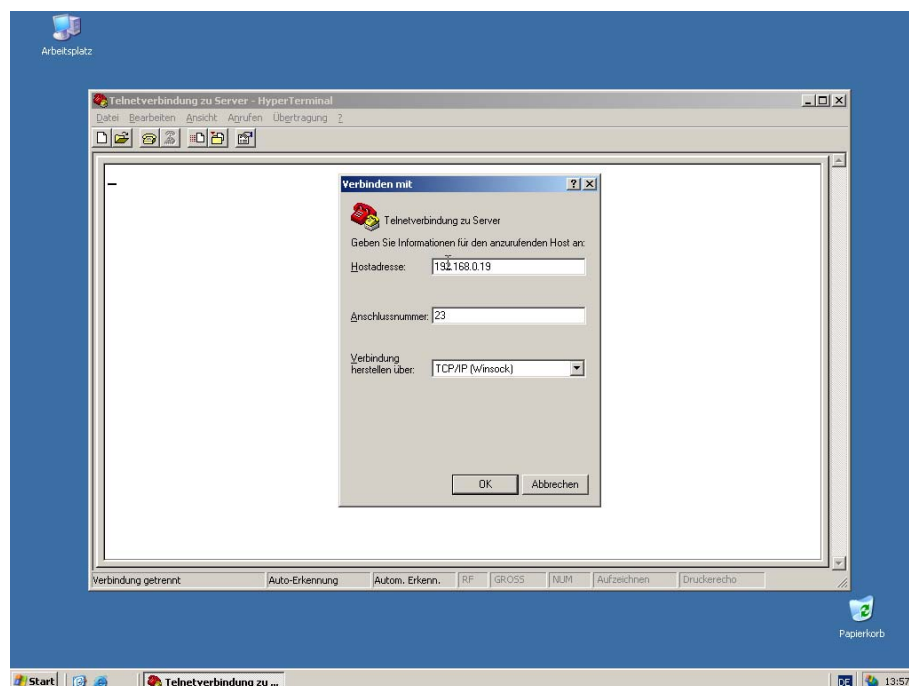 Arbeitsplatz
Telnetverbindung zu Server - HyperTerminal
Datei Bearbeiten Ansicht Anrufen Übertragung ?
Verbinden mit
Telnetverbindung zu Server
Geben Sie Informationen für den anzurufenden Host an:
Hostadresse: 192.168.0.19
Anschlussnummer: 23
Verbindung
herstellen über: TCP/IP (Winsock)
OK Abbrechen
Verbindung getrennt Auto-Erkennung Autom. Erkenn. RF GROSS NUM Aufzeichnen Druckerecho
Papierkorb
Start Telnetverbindung zu ... DE 13:57